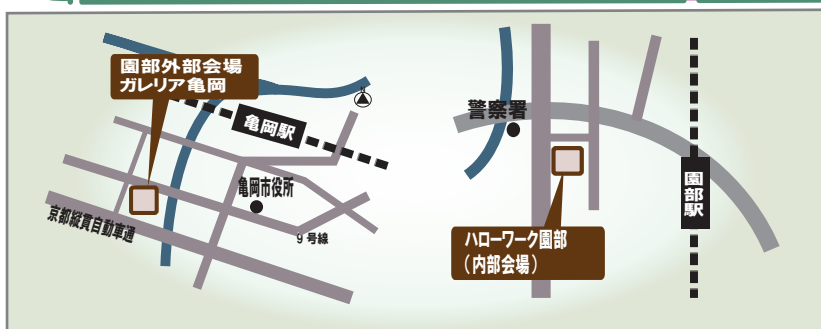 園部外部会場
ガレリア亀岡
亀岡駅
亀岡市役所
京都縦貫自動車通
9号線
警察署
園部駅
ハローワーク園部
(内部会場)